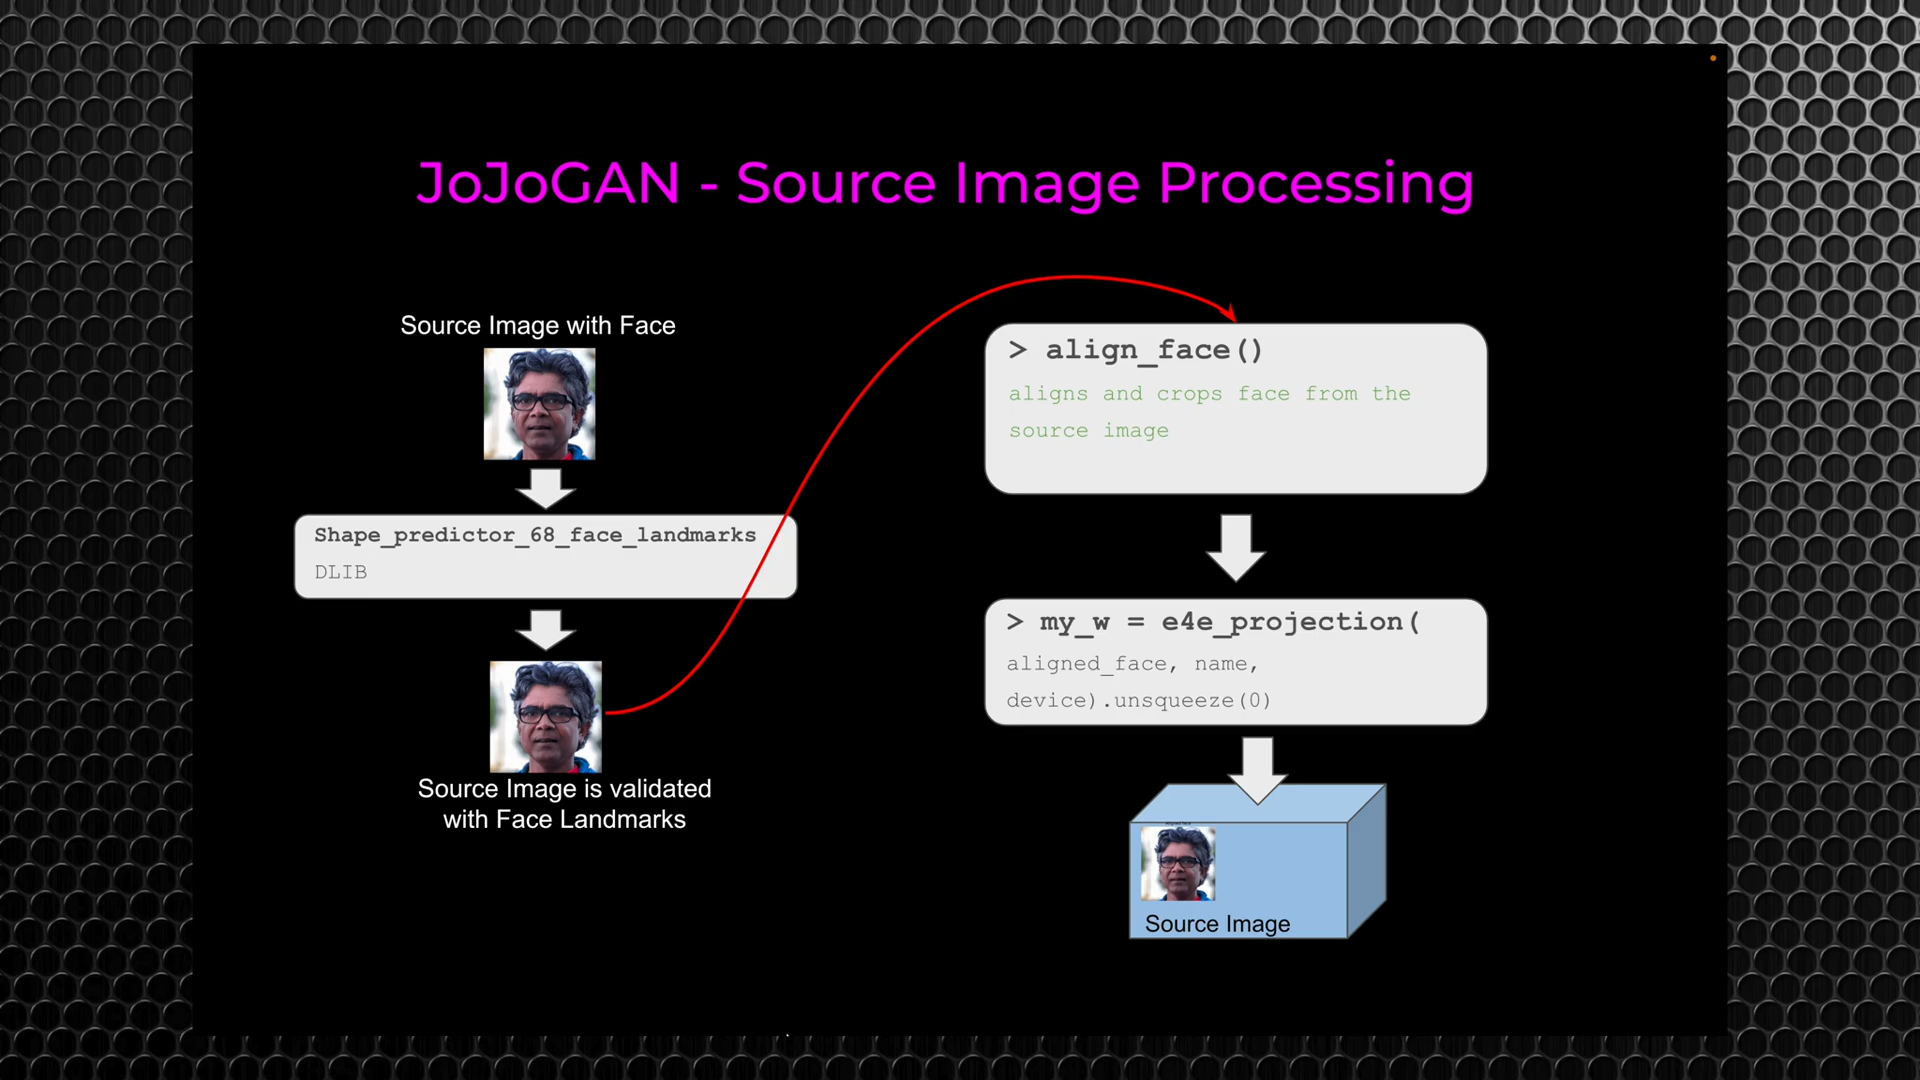 JoJoGAN - Source Image Processing
Source Image with Face
Shape_predictor_68_face_landmarks
DLIB
Source Image is validated
with Face Landmarks
> align_face()
aligns and crops face from the
source image
> my_w = e4e_projection(
aligned_face, name,
device).unsqueeze(0)
Source Image